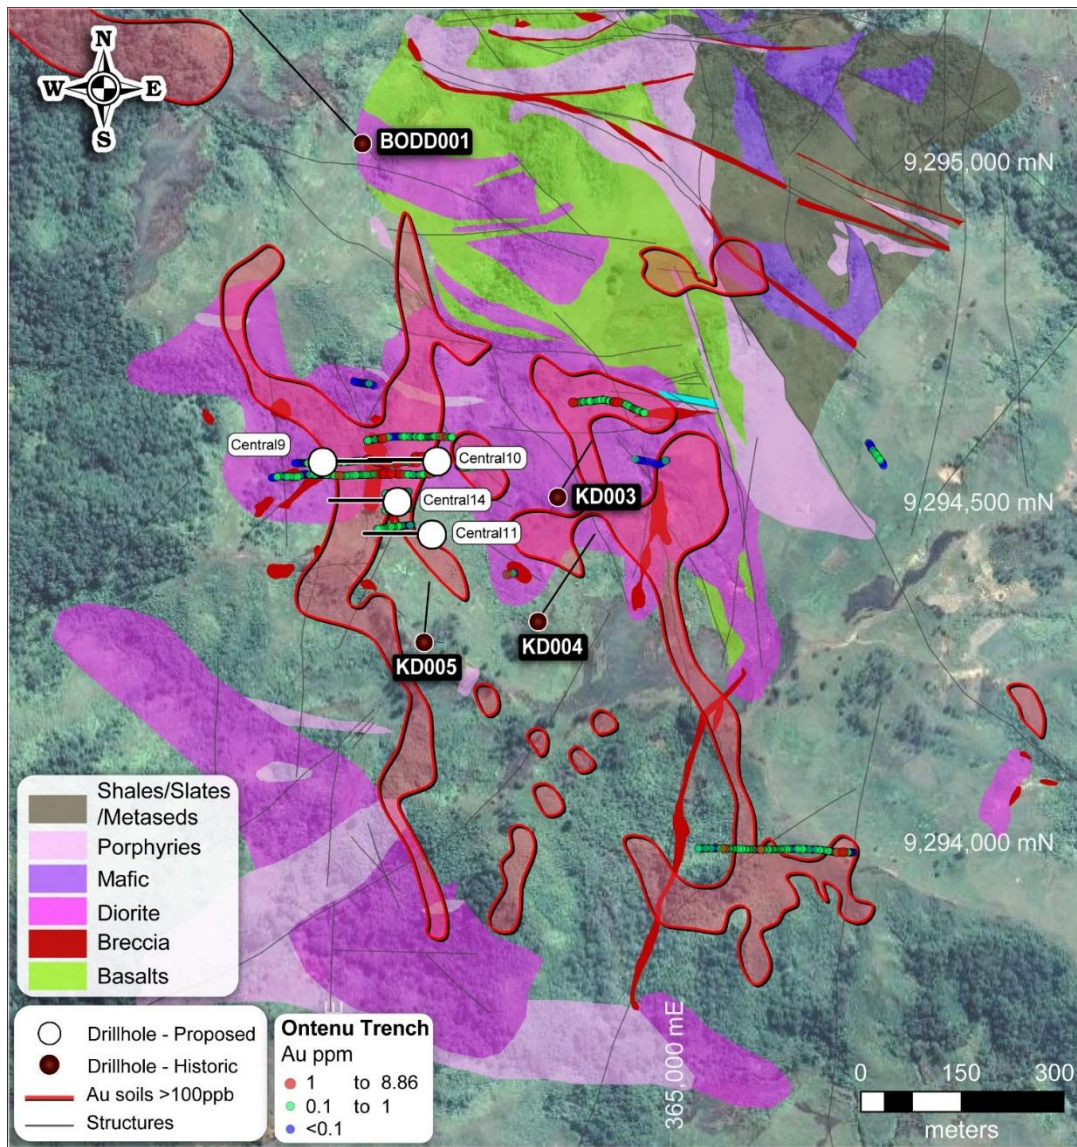 N
W E
S
BODD001
9,295,000 mN
Central9
Central10
KD003
9,294,500 mN
Central14
Central11
KD004
KD005
Shales/Slates
/Metaseds
Porphyries
Mafic
Diorite
Breccia
Basalts
9,294,000 mN
Drillhole - Proposed
Drillhole - Historic
Au soils >100ppb
Structures
Ontenu Trench
Au ppm
1 to 8.86
0.1 to 1
<0.1
365,000 mE
0 150 300
meters